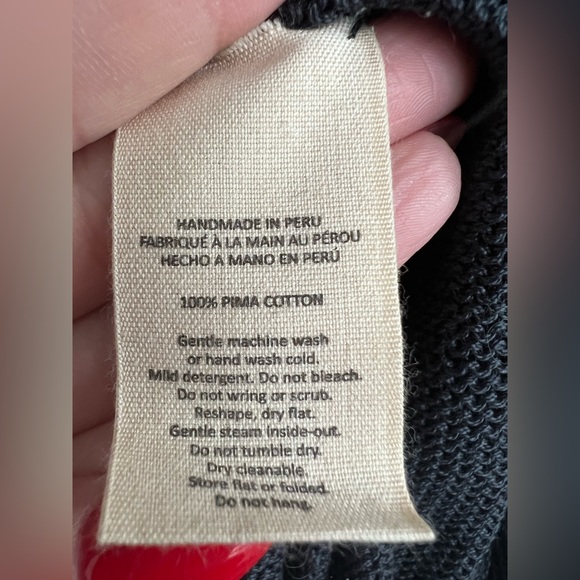 HANDMADE IN PERU
FABRIQUÉ À LA MAIN AU PÉROU
HECHO A MANO EN PERÚ
100% PIMA COTTON
Gentle machine wash
or hand wash cold.
Mild detergent. Do not bleach.
Do not wring or scrub.
Reshape, dry flat.
Gentle steam inside-out.
Do not tumble dry.
Dry cleanable.
Store flat or folded.
Do not hang.